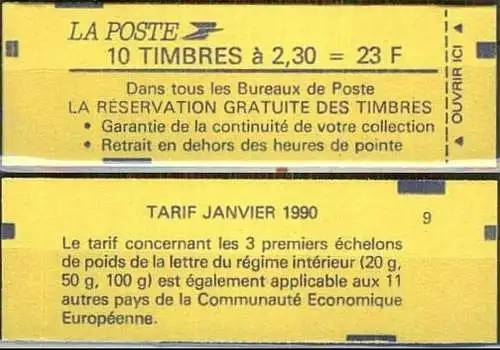 LA POSTE
10 TIMBRES à 2,30 = 23 F
Dans tous les Bureaux de Poste
LA RÉSERVATION GRATUITE DES TIMBRES
• Garantie de la continuité de votre collection
• Retrait en dehors des heures de pointe
▲ OUVRIR ICI ▲
TARIF JANVIER 1990
9
Le tarif concernant les 3 premiers échelons
de poids de la lettre du régime intérieur (20 g,
50 g, 100 g) est également applicable aux 11
autres pays de la Communauté Economique
Européenne.